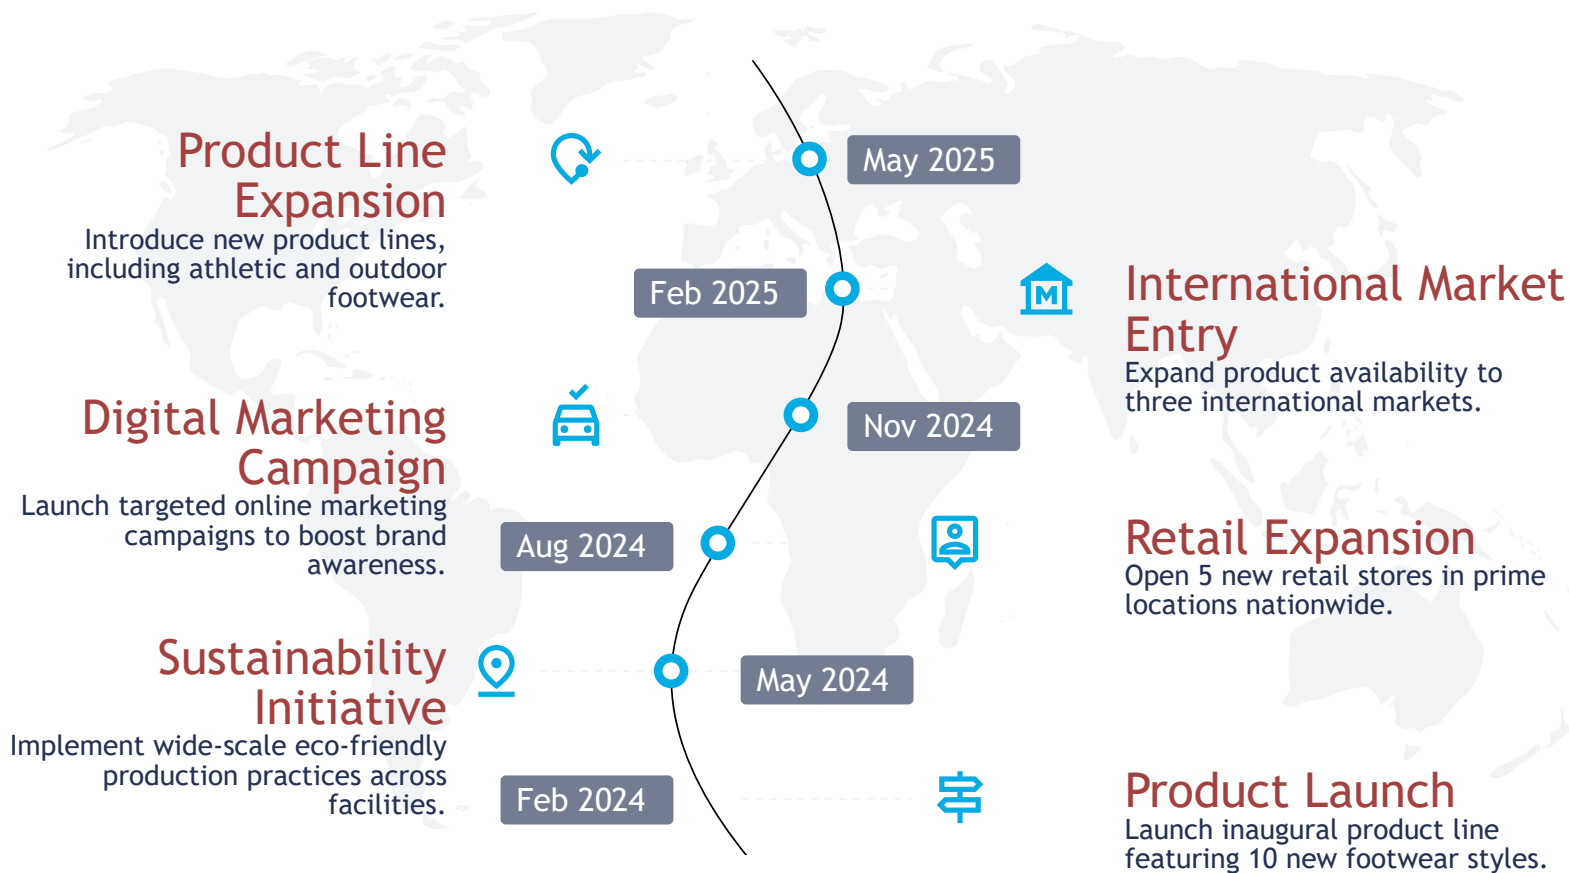 Product Line
Expansion
Introduce new product lines,
including athletic and outdoor
footwear.
May 2025
Feb 2025
International Market
Entry
Expand product availability to
three international markets.
Digital Marketing
Campaign
Launch targeted online marketing
campaigns to boost brand
awareness.
Nov 2024
Aug 2024
Retail Expansion
Open 5 new retail stores in prime
locations nationwide.
Sustainability
Initiative
Implement wide-scale eco-friendly
production practices across
facilities.
May 2024
Feb 2024
Product Launch
Launch inaugural product line
featuring 10 new footwear styles.